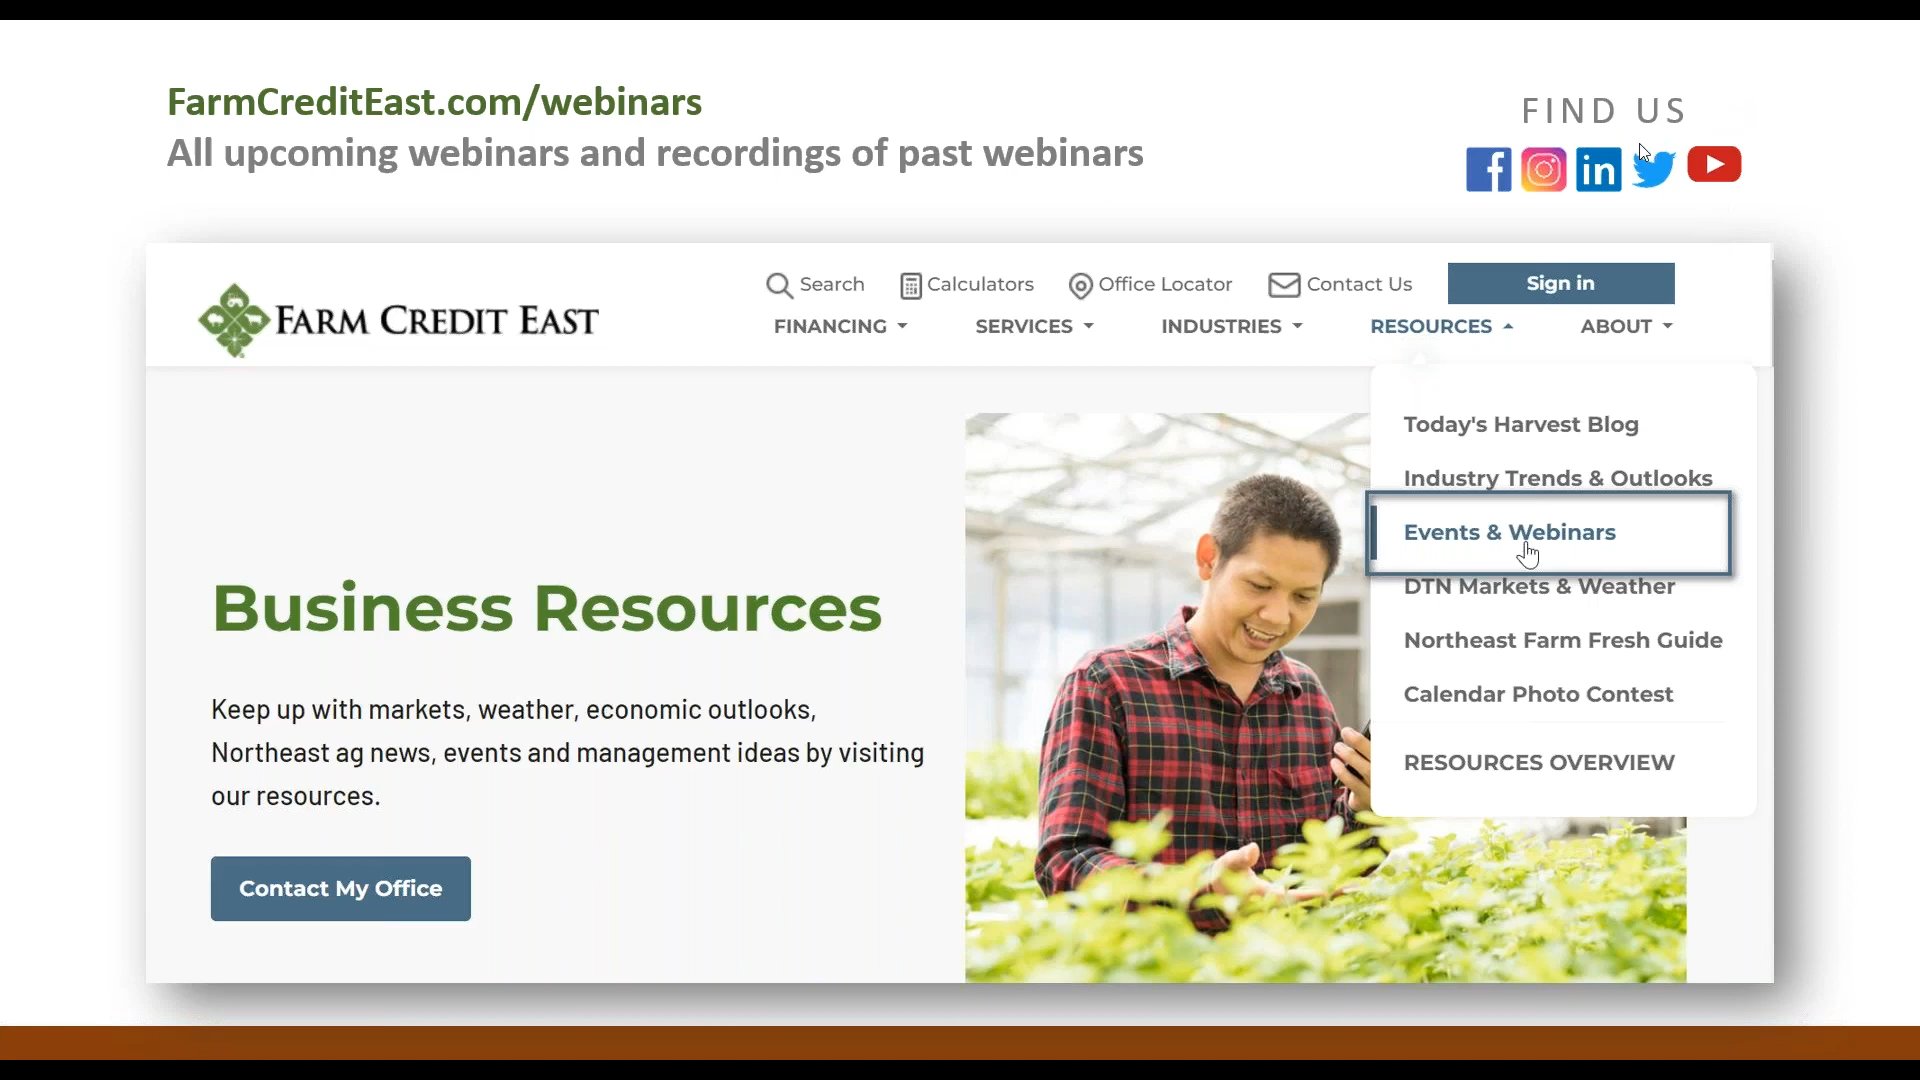 FarmCreditEast.com/webinars
All upcoming webinars and recordings of past webinars
FIND US
Search
Calculators
Office Locator
Contact Us
Sign in
FARM CREDIT EAST
FINANCING
SERVICES
INDUSTRIES
RESOURCES
ABOUT
Today's Harvest Blog
Industry Trends & Outlooks
Events & Webinars
DTN Markets & Weather
Northeast Farm Fresh Guide
Calendar Photo Contest
RESOURCES OVERVIEW
Business Resources
Keep up with markets, weather, economic outlooks,
Northeast ag news, events and management ideas by visiting
our resources.
Contact My Office